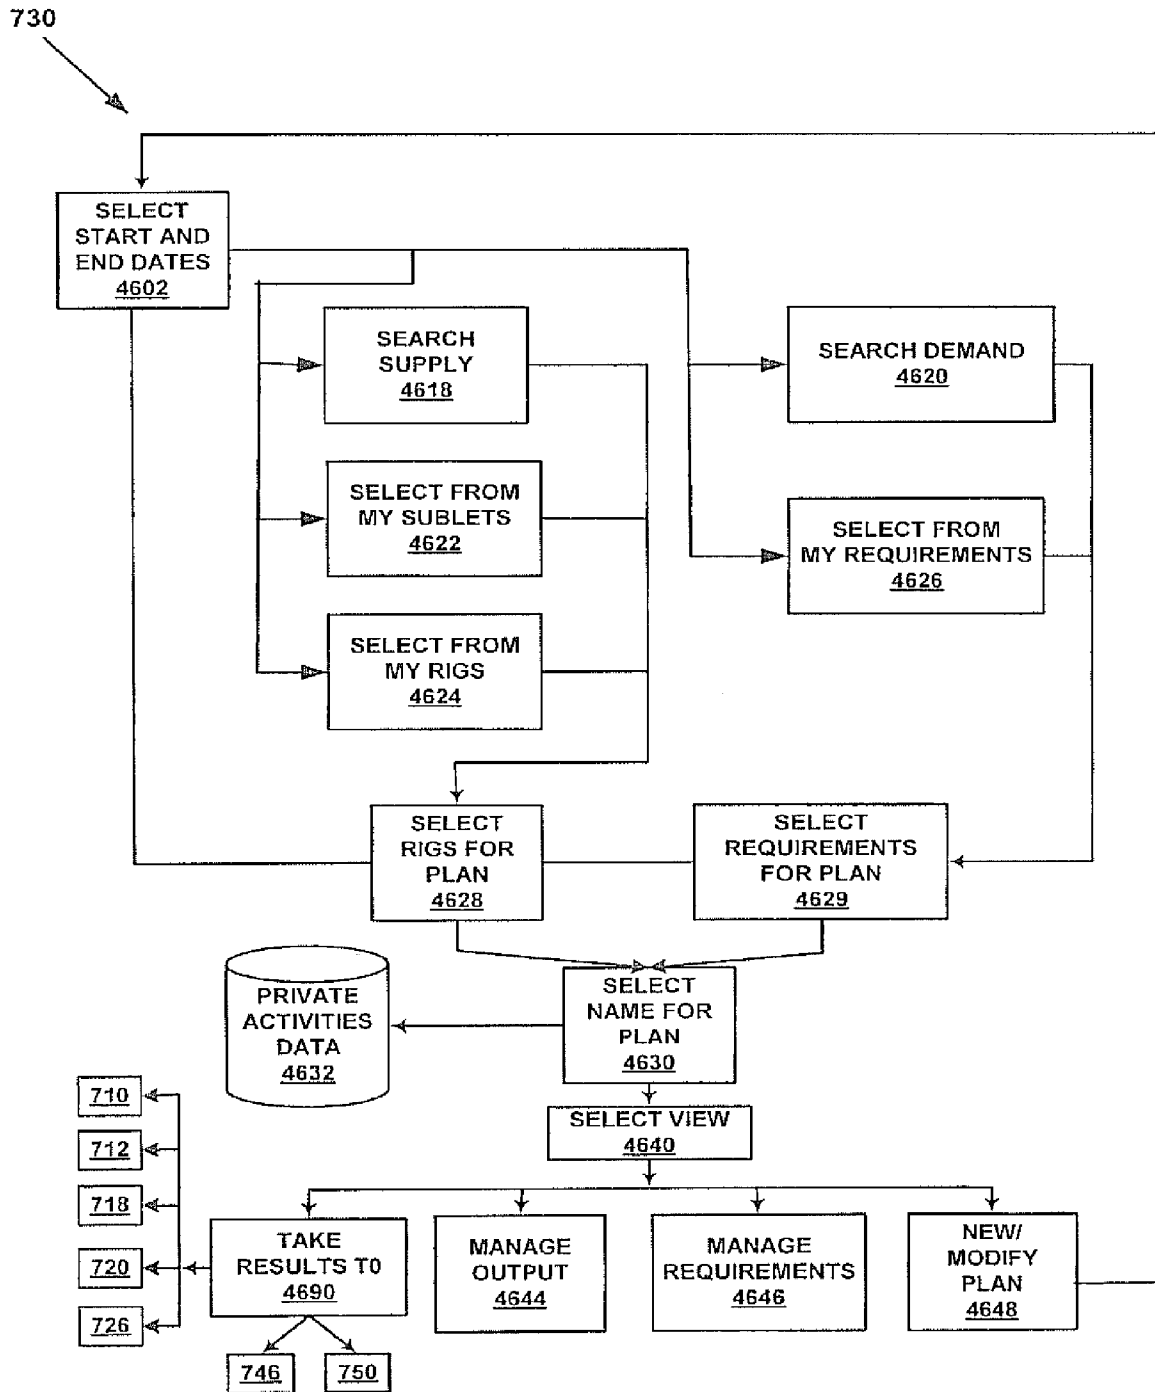 730
SELECT
START AND
END DATES
4602
SEARCH
SUPPLY
4618
SEARCH DEMAND
4620
SELECT FROM
MY SUBLETS
4622
SELECT FROM
MY REQUIREMENTS
4626
SELECT FROM
MY RIGS
4624
SELECT
RIGS FOR
PLAN
4628
SELECT
REQUIREMENTS
FOR PLAN
4629
PRIVATE
ACTIVITIES
DATA
4632
SELECT
NAME FOR
PLAN
4630
SELECT VIEW
4640
710
712
718
720
726
TAKE
RESULTS T0
4690
MANAGE
OUTPUT
4644
MANAGE
REQUIREMENTS
4646
NEW/
MODIFY
PLAN
4648
746
750